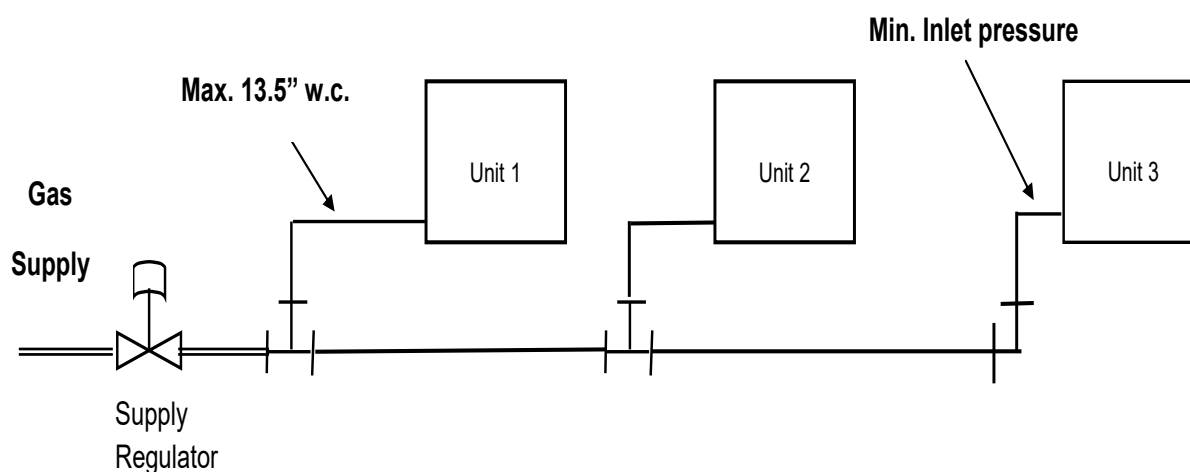 Min. Inlet pressure
Max. 13.5” w.c.
Unit 1
Unit 2
Unit 3
Gas
Supply
Supply
Regulator